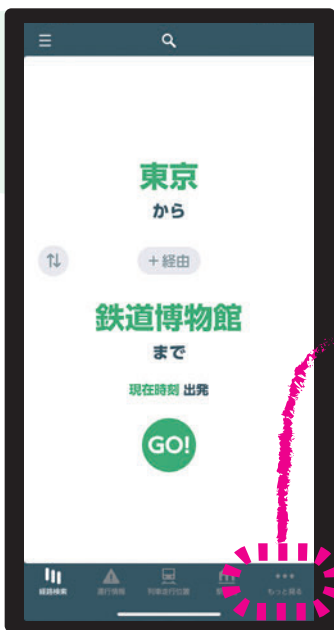 東京
から
+経由
鉄道博物館
まで
現在時刻 出発
GO!
経路検索
運行情報
列車走行位置
もっと見る